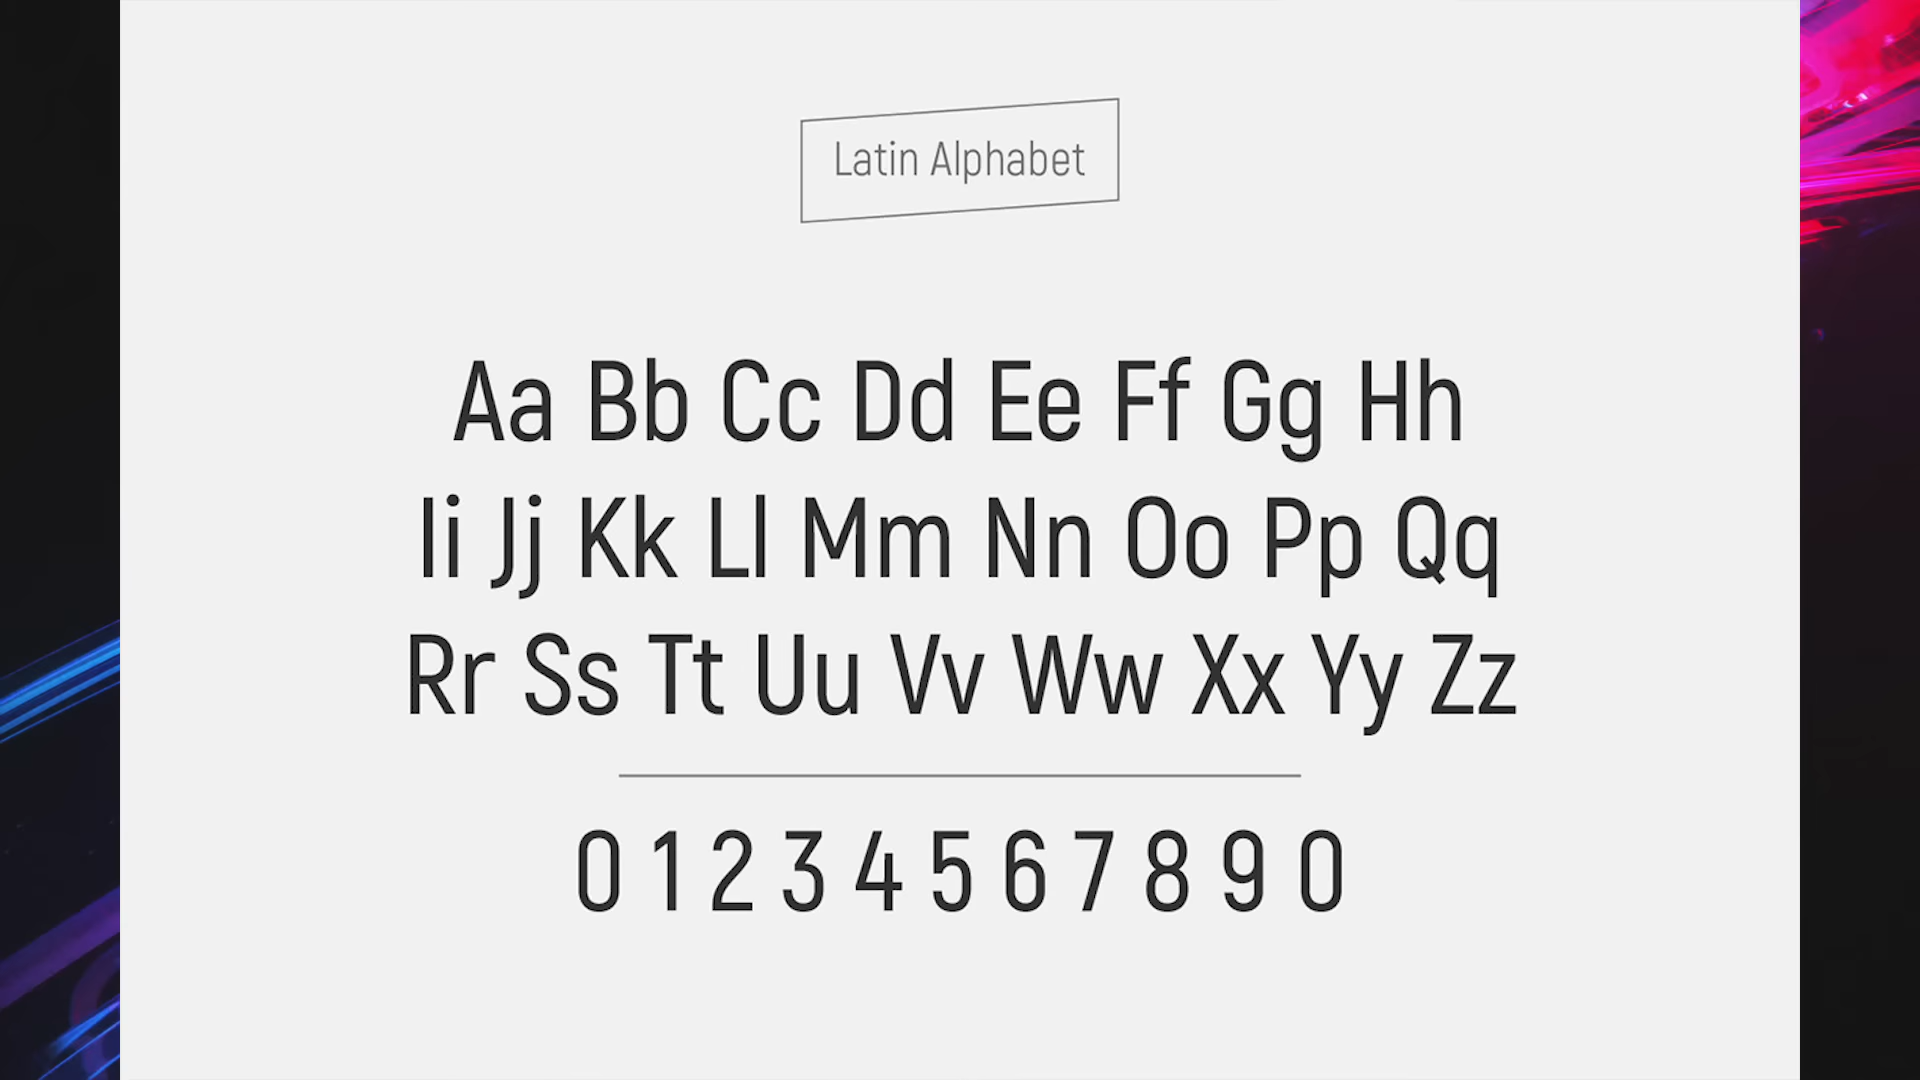 Latin Alphabet
Aa Bb Cc Dd Ee Ff Gg Hh
Ii Jj Kk Ll Mm Nn Oo Pp Qq
Rr Ss Tt Uu Vv Ww Xx Yy Zz
0 1 2 3 4 5 6 7 8 9 0